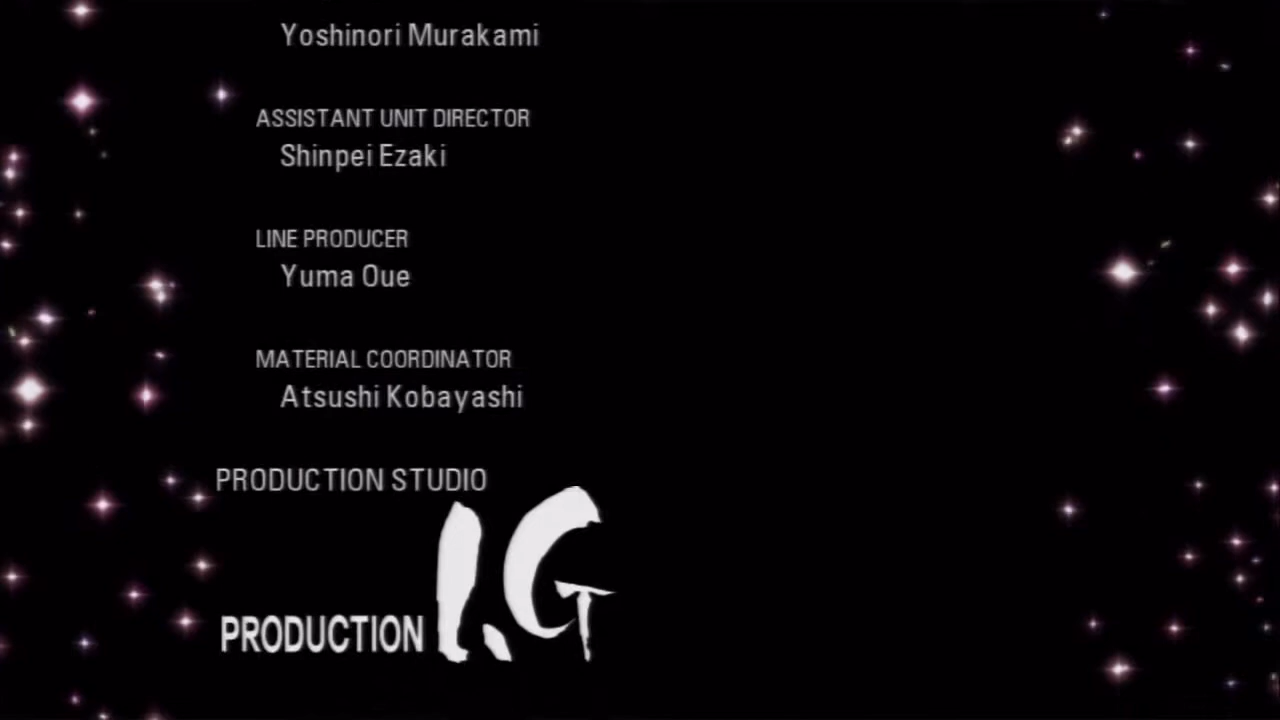 Yoshinori Murakami
ASSISTANT UNIT DIRECTOR
Shinpei Ezaki
LINE PRODUCER
Yuma Oue
MATERIAL COORDINATOR
Atsushi Kobayashi
PRODUCTION STUDIO
PRODUCTION I.G